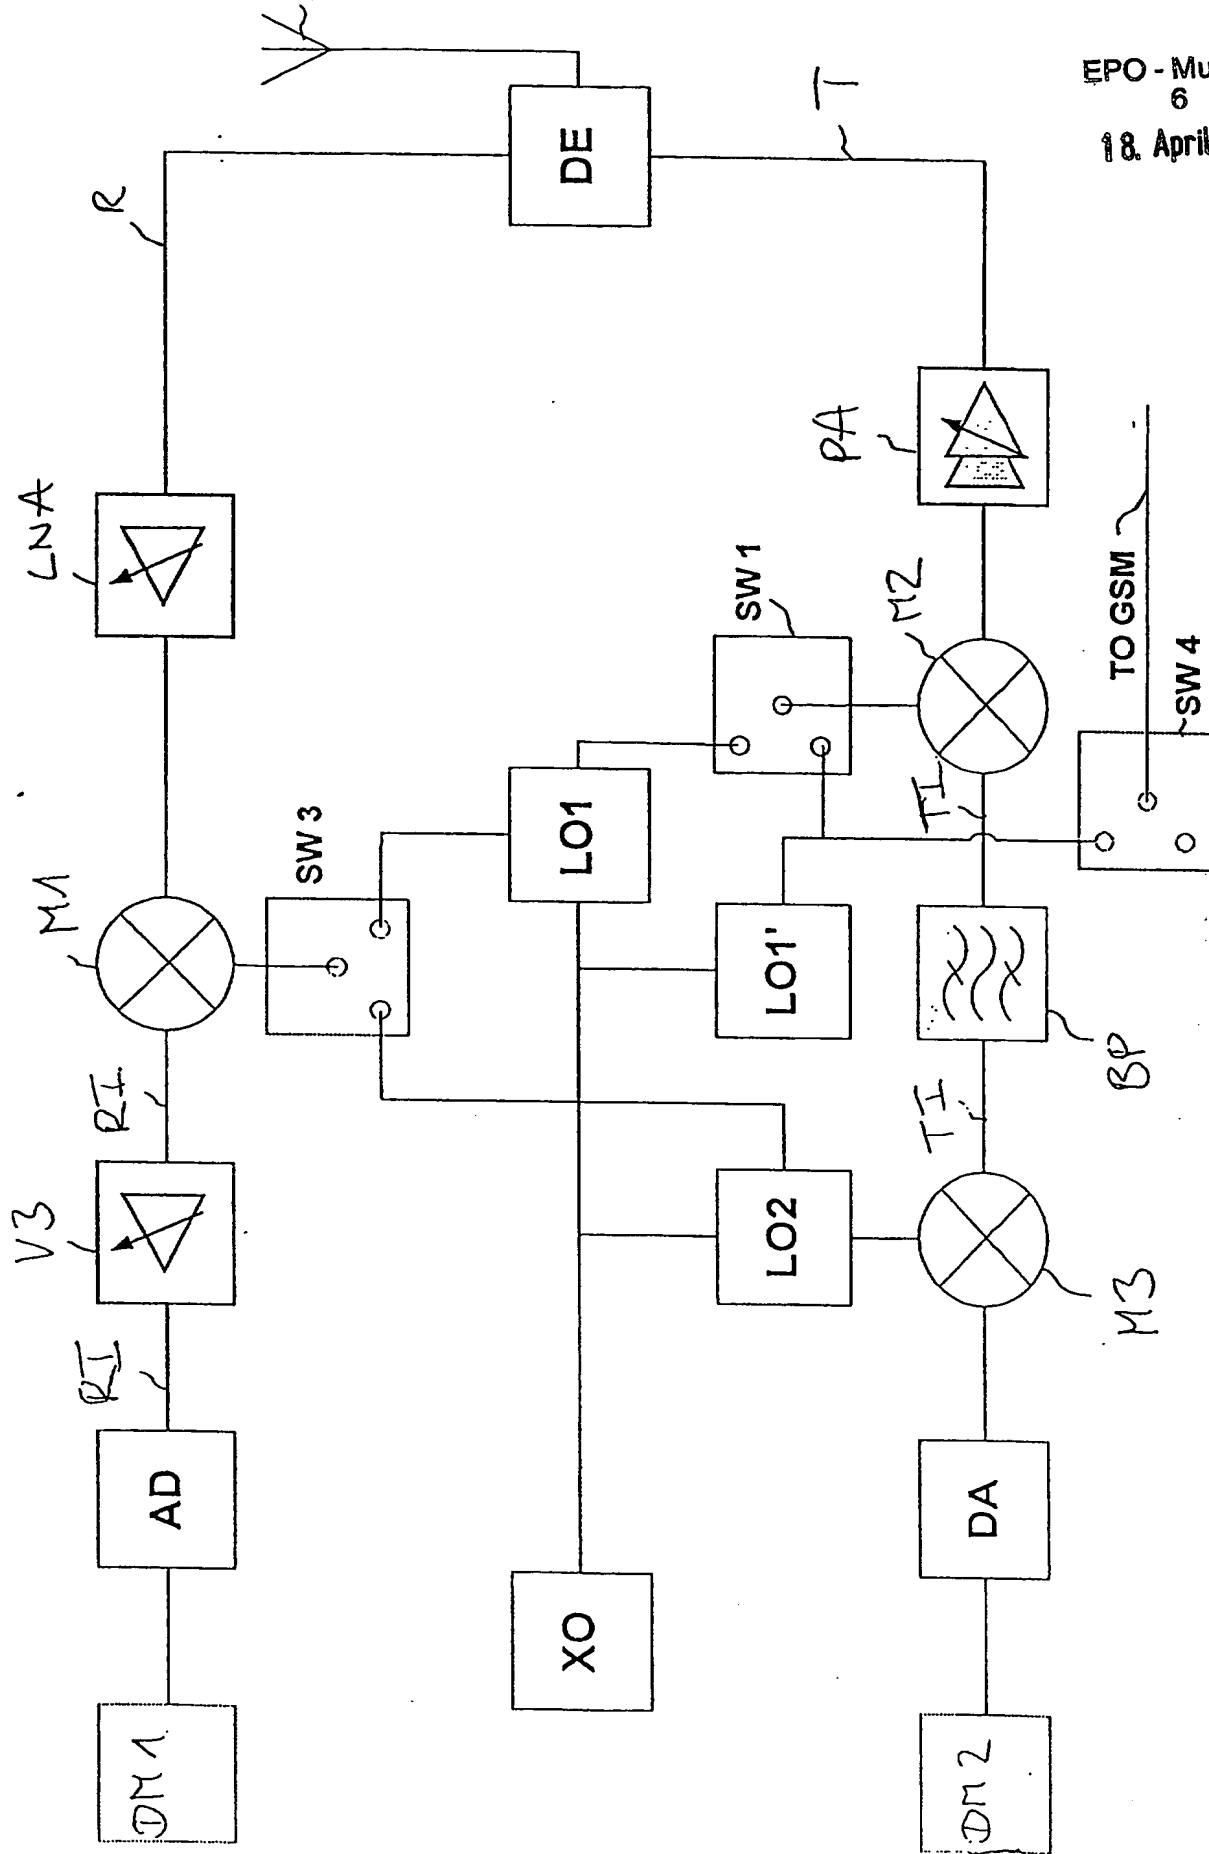 EPO - Mu
6
18. April
R
DE
T
LNA
PA
M1
SW 3
LO1
SW 1
M2
TO GSM
SW 4
TI
RI
LO1'
V3
LO2
TI
BP
RI
M3
AD
XO
DA
DM1
DM2